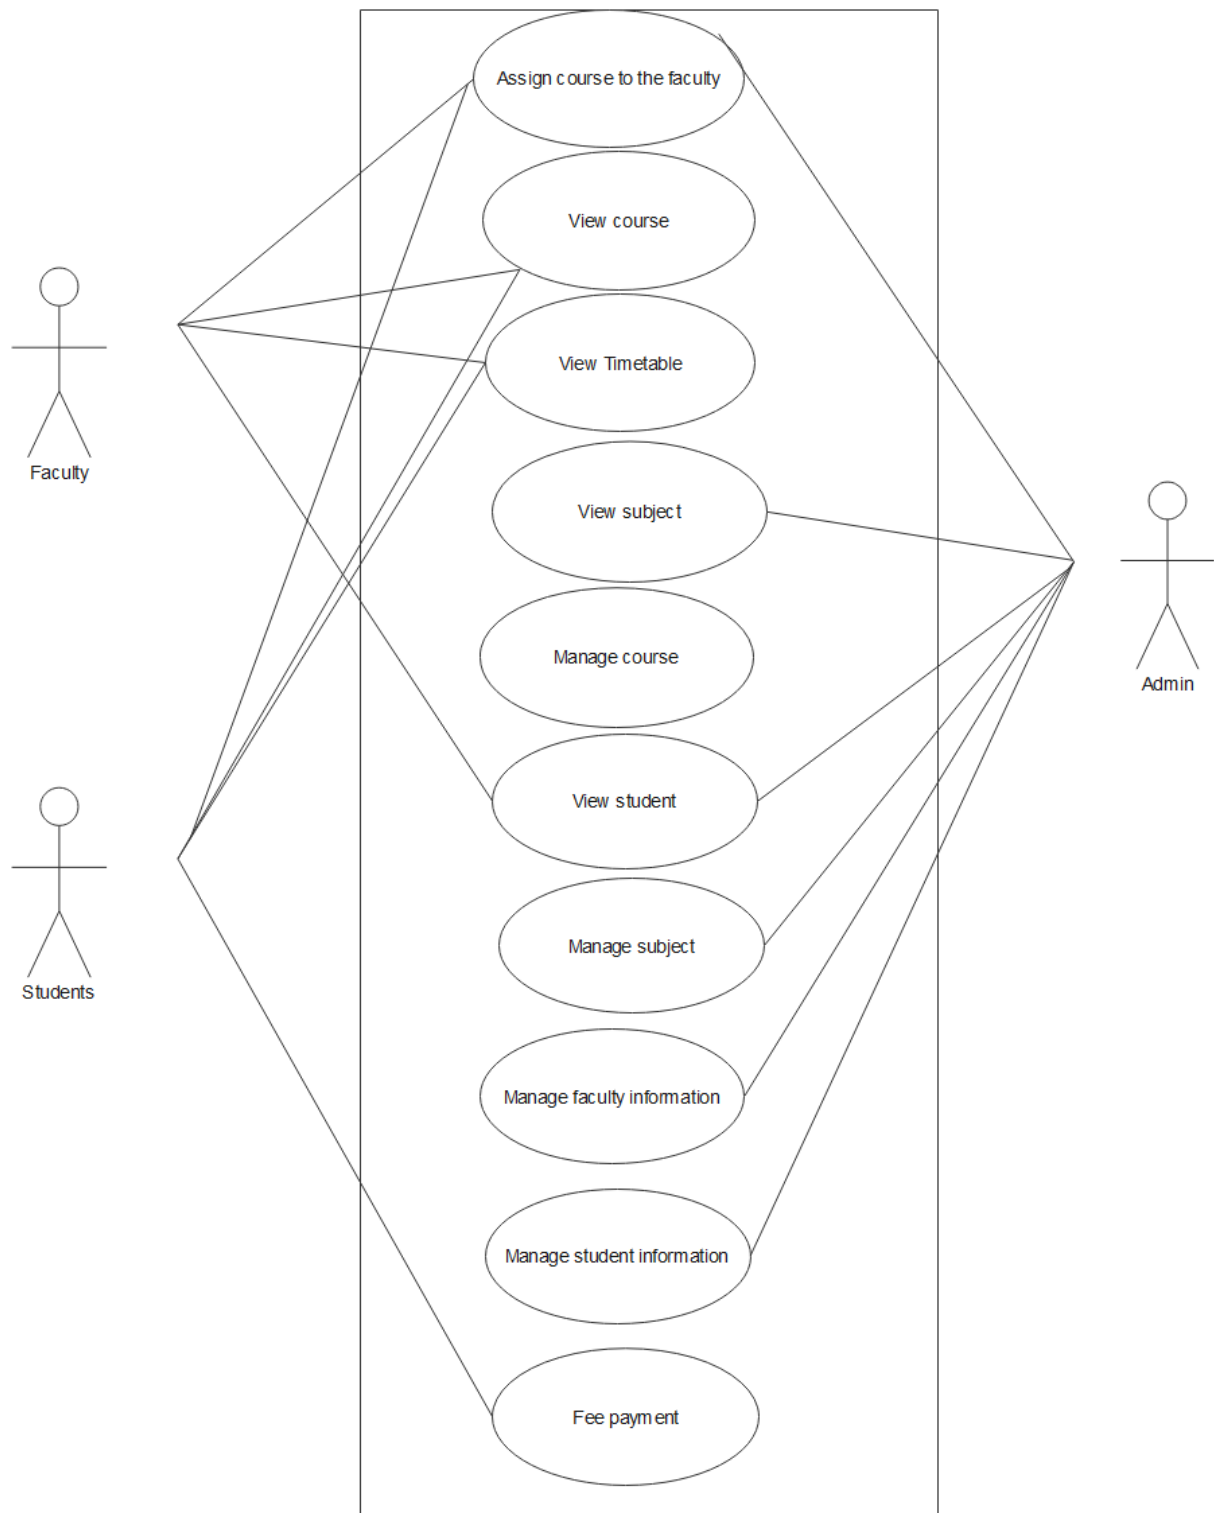 Assign course to the faculty
View course
View Timetable
Faculty
View subject
Manage course
Admin
View student
Manage subject
Students
Manage faculty information
Manage student information
Fee payment